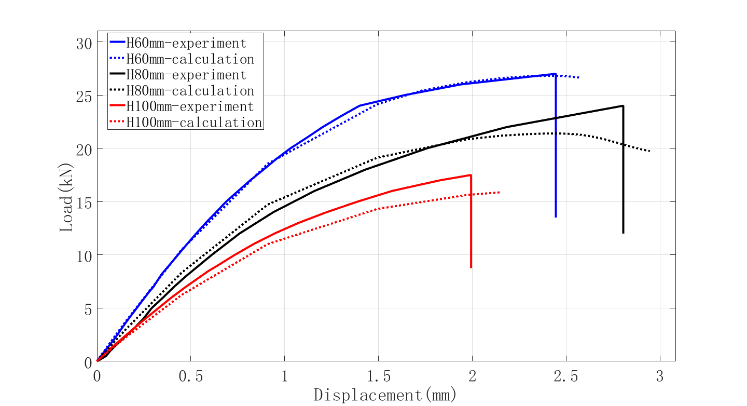 30
25
20
15
10
5
0
Load(kN)
H60mm-experiment
H60mm-calculation
H80mm-experiment
H80mm-calculation
H100mm-experiment
H100mm-calculation
0 0.5 1 1.5 2 2.5 3
Displacement(mm)